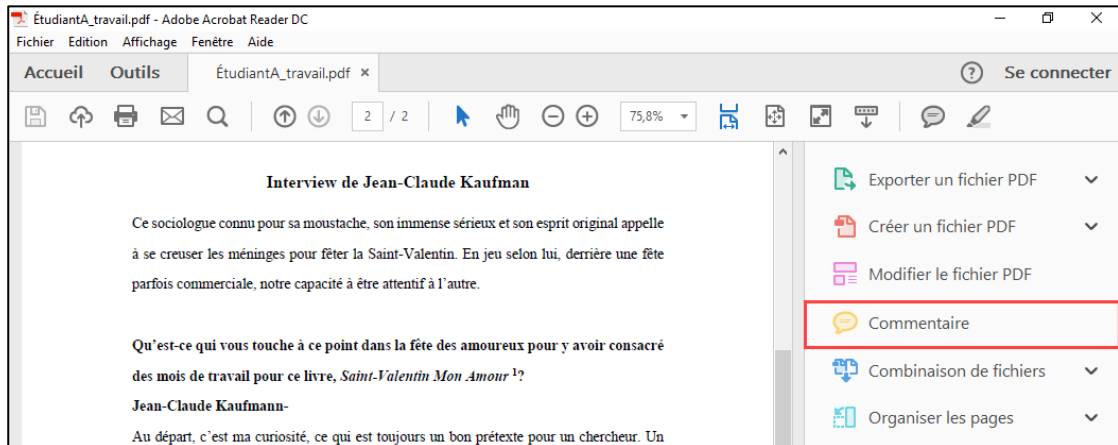 ÉtudiantA_travail.pdf - Adobe Acrobat Reader DC
Fichier Edition Affichage Fenêtre Aide
Accueil Outils ÉtudiantA_travail.pdf × ? Se connecter
2 / 2 75,8%
Interview de Jean-Claude Kaufman
Ce sociologue connu pour sa moustache, son immense sérieux et son esprit original appelle
à se creuser les méninges pour fêter la Saint-Valentin. En jeu selon lui, derrière une fête
parfois commerciale, notre capacité à être attentif à l’autre.
Qu’est-ce qui vous touche à ce point dans la fête des amoureux pour y avoir consacré
des mois de travail pour ce livre, Saint-Valentin Mon Amour ¹?
Jean-Claude Kaufmann-
Au départ, c’est ma curiosité, ce qui est toujours un bon prétexte pour un chercheur. Un
Exporter un fichier PDF
Créer un fichier PDF
Modifier le fichier PDF
Commentaire
Combinaison de fichiers
Organiser les pages